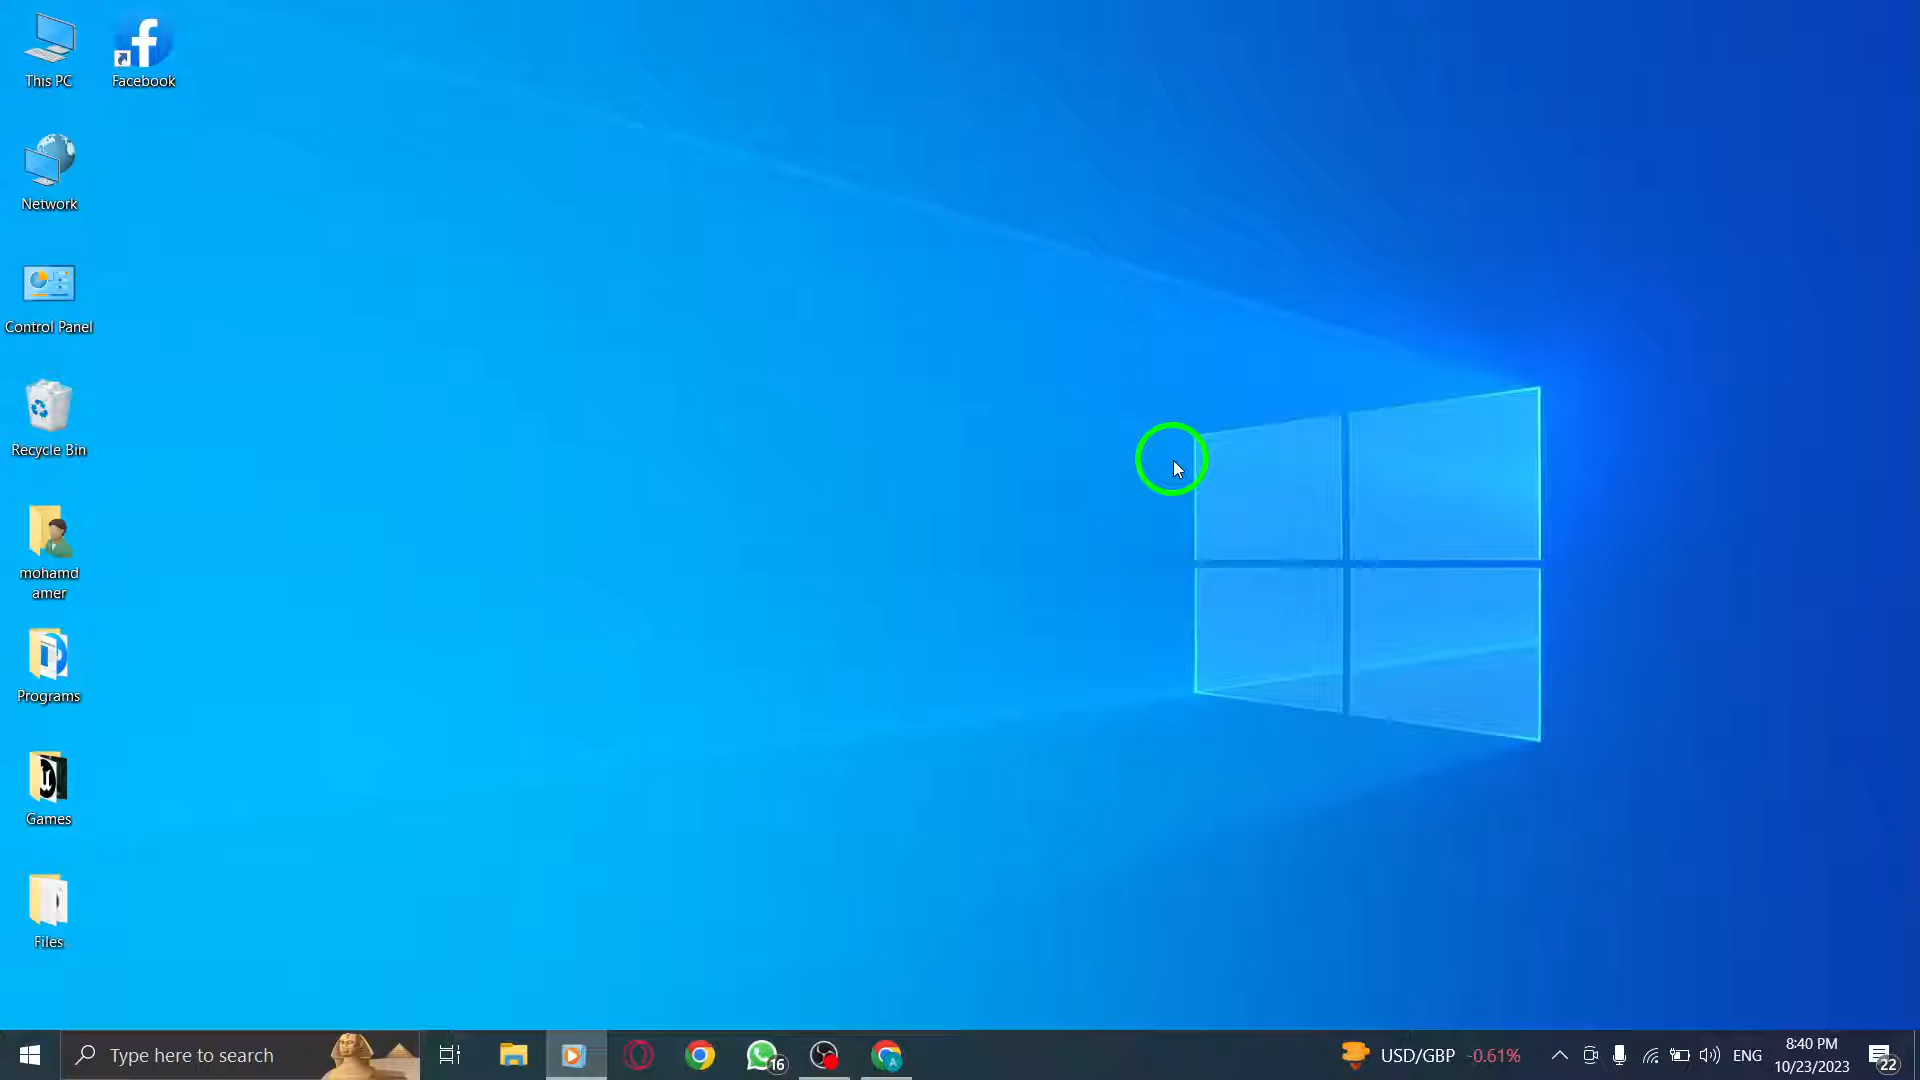 This PC
Facebook
Network
Control Panel
Recycle Bin
mohamd
amer
Programs
Games
Files
Type here to search
16
USD/GBP -0.61%
ENG
8:40 PM
10/23/2023
22